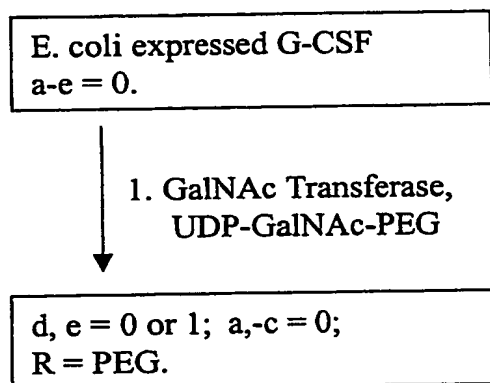 E. coli expressed G-CSF
a-e = 0.
1. GalNAc Transferase,
UDP-GalNAc-PEG
d, e = 0 or 1; a,-c = 0;
R = PEG.